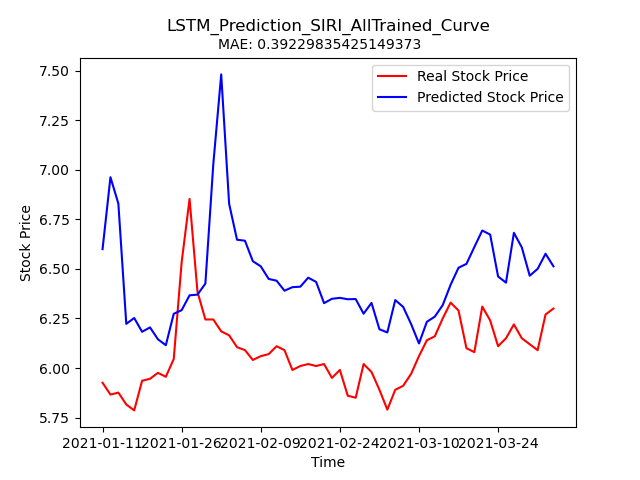 LSTM_Prediction_SIRI_AllTrained_Curve
MAE: 0.39229835425149373
Real Stock Price
Predicted Stock Price
7.50
7.25
7.00
6.75
6.50
6.25
6.00
5.75
Stock Price
2021-01-11 2021-01-26 2021-02-09 2021-02-24 2021-03-10 2021-03-24
Time